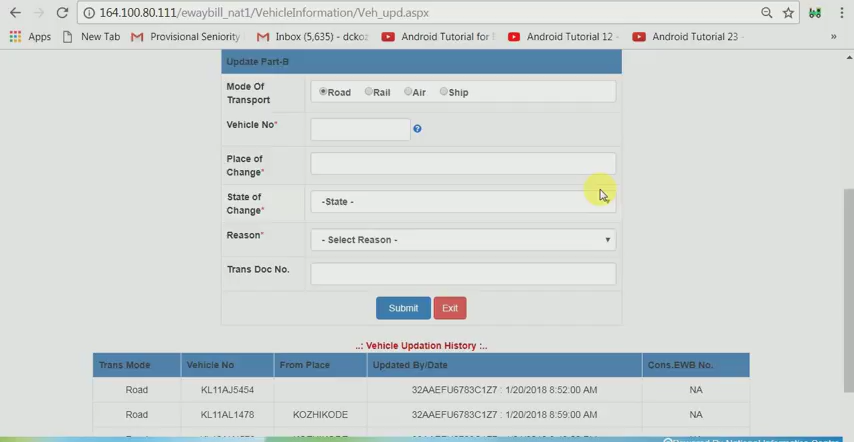 164.100.80.111/ewaybill_nat1/VehicleInformation/Veh_upd.aspx
Apps New Tab Provisional Seniority Inbox (5,635) - dckoz Android Tutorial for Android Tutorial 12 - Android Tutorial 23 - »
Update Part-B
Mode Of Transport Road Rail Air Ship
Vehicle No* ?
Place of Change*
State of Change* -State -
Reason* - Select Reason -
Trans Doc No.
Submit Exit
..: Vehicle Updation History :..
Trans Mode Vehicle No From Place Updated By/Date Cons.EWB No.
Road KL11AJ5454 32AAEFU6783C1Z7 : 1/20/2018 8:52:00 AM NA
Road KL11AL1478 KOZHIKODE 32AAEFU6783C1Z7 : 1/20/2018 8:59:00 AM NA